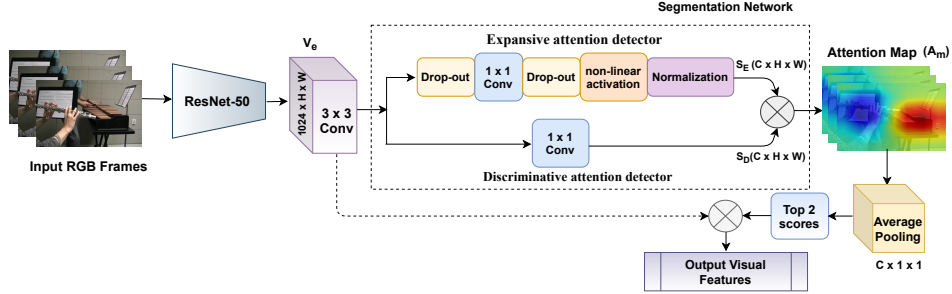 Segmentation Network
Expansive attention detector
Attention Map (Am)
Ve
1024 x H x W
3 x 3
Conv
ResNet-50
Input RGB Frames
Drop-out
1 x 1
Conv
Drop-out
non-linear
activation
Normalization
SE (C x H x W)
1 x 1
Conv
SD(C x H x W)
Discriminative attention detector
Top 2
scores
Average
Pooling
C x 1 x 1
Output Visual
Features